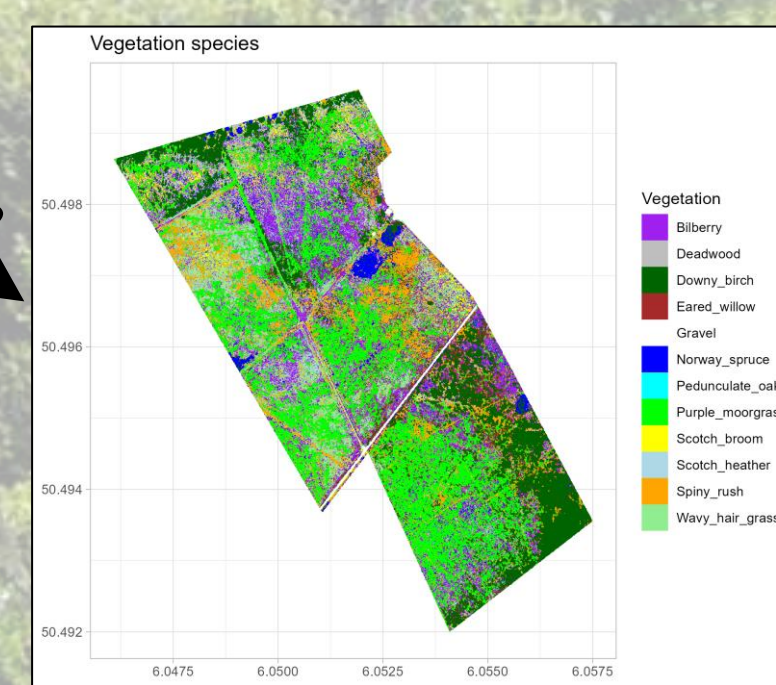 Vegetation species
50.498
50.496
50.494
50.492
6.0475 6.0500 6.0525 6.0550 6.0575
Vegetation
Bilberry
Deadwood
Downy_birch
Eared_willow
Gravel
Norway_spruce
Pedunculate_oak
Purple_moorgras
Scotch_broom
Scotch_heather
Spiny_rush
Wavy_hair_grass